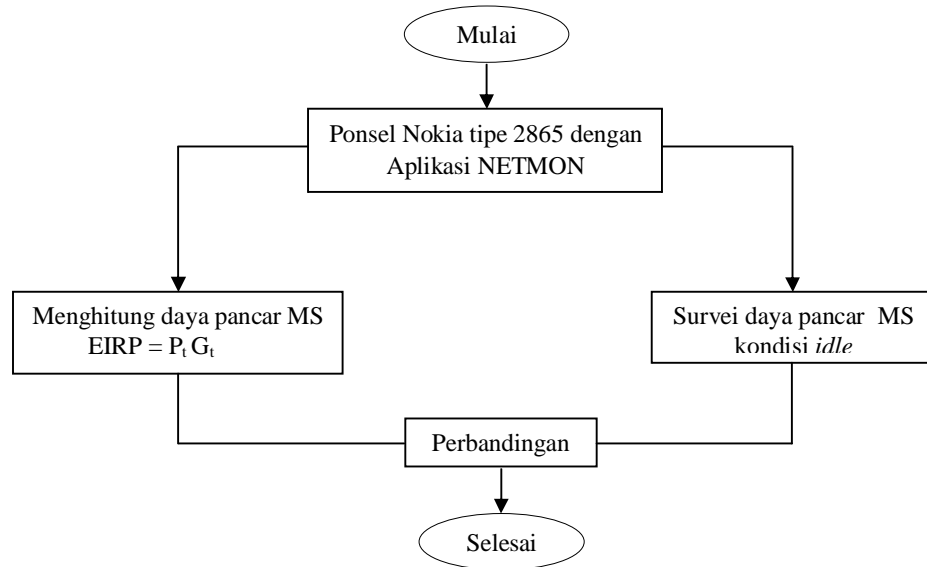 Mulai
Ponsel Nokia tipe 2865 dengan
Aplikasi NETMON
Menghitung daya pancar MS
EIRP = Pₜ Gₜ
Survei daya pancar MS
kondisi idle
Perbandingan
Selesai